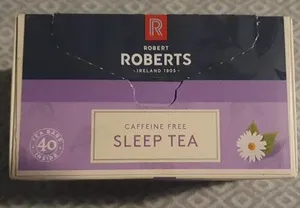 R
ROBERT
ROBERTS
- IRELAND 1905 -
CAFFEINE FREE
SLEEP TEA
TEA BAGS
40
INSIDE